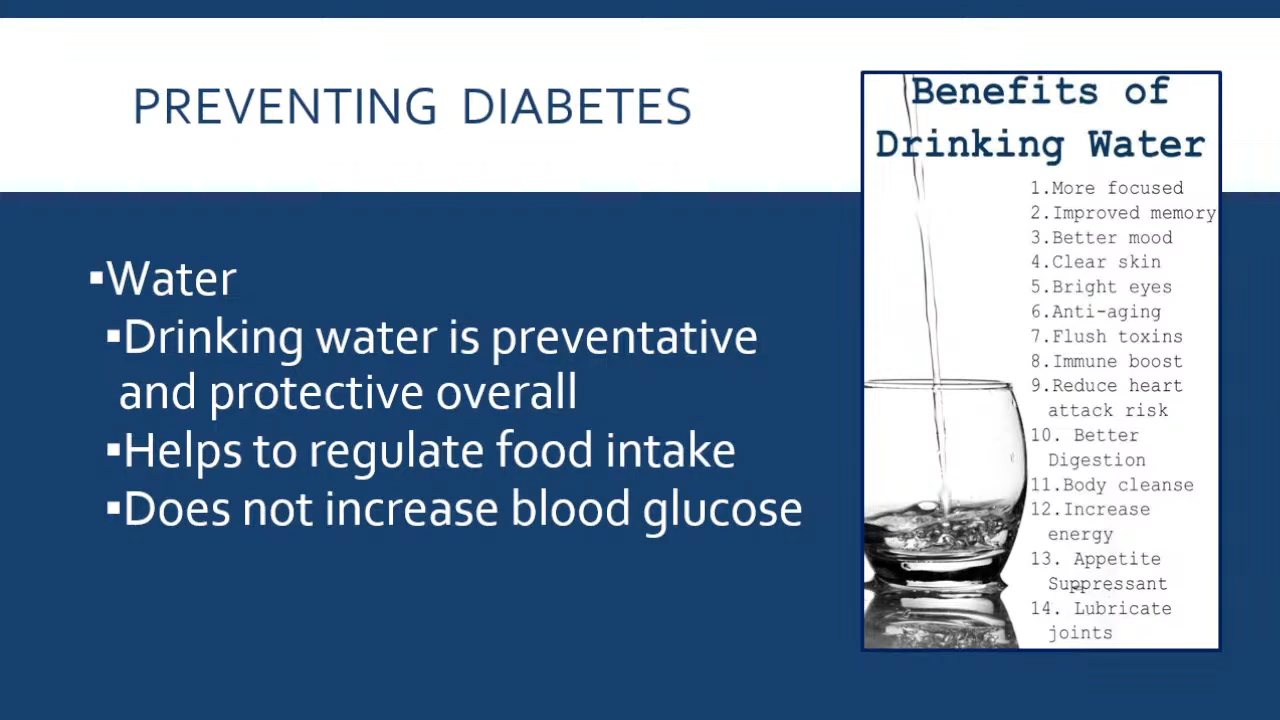 PREVENTING DIABETES
▪Water
▪Drinking water is preventative
and protective overall
▪Helps to regulate food intake
▪Does not increase blood glucose
Benefits of
Drinking Water
1.More focused
2.Improved memory
3.Better mood
4.Clear skin
5.Bright eyes
6.Anti-aging
7.Flush toxins
8.Immune boost
9.Reduce heart
attack risk
10. Better
Digestion
11.Body cleanse
12.Increase
energy
13. Appetite
Suppressant
14. Lubricate
joints